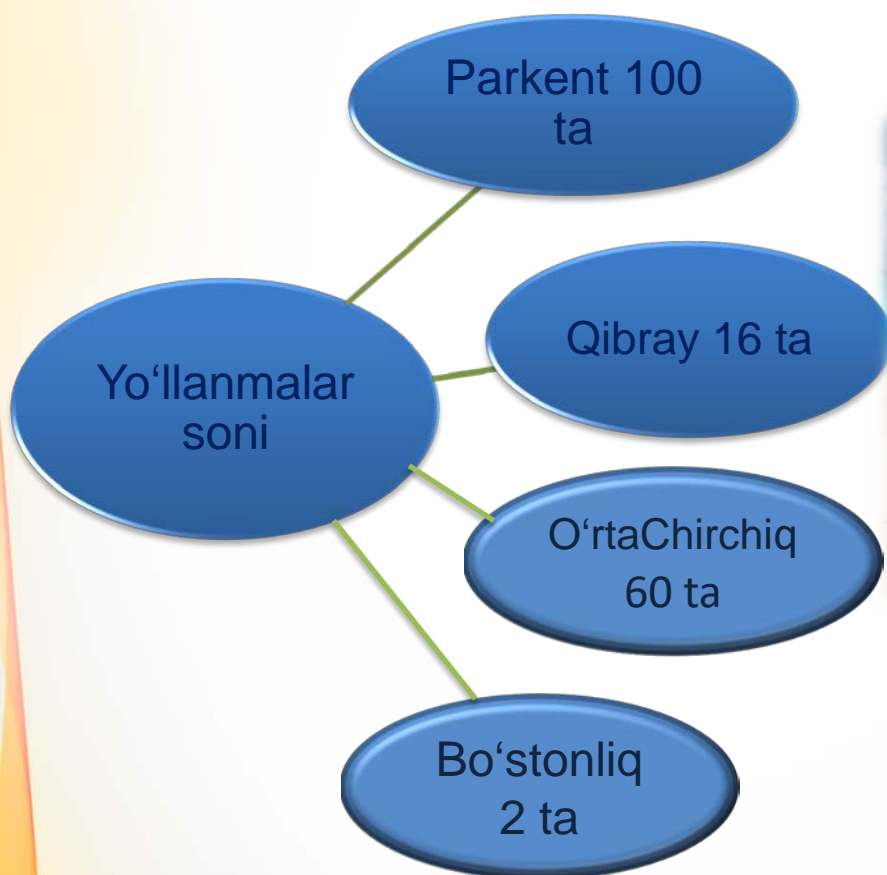 Parkent 100
ta
Qibray 16 ta
Yo‘llanmalar
soni
O‘rtaChirchiq
60 ta
Bo‘stonliq
2 ta